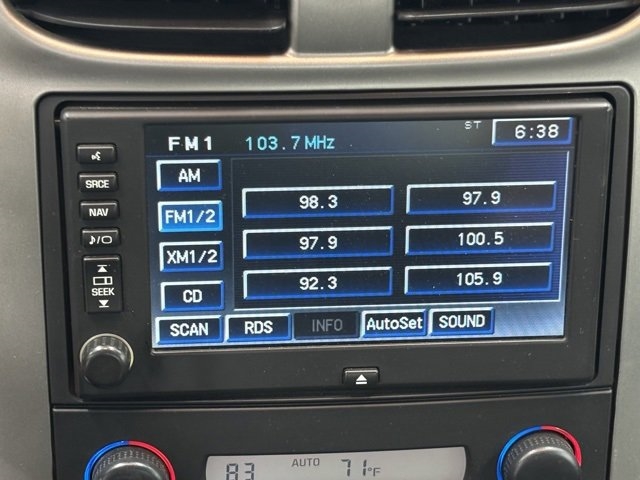 FM1 103.7 MHz ST 6:38
AM
98.3 97.9
SRCE
FM1/2
NAV
97.9 100.5
XM1/2
92.3 105.9
SEEK
CD
SCAN RDS INFO AutoSet SOUND
83 AUTO 71°F